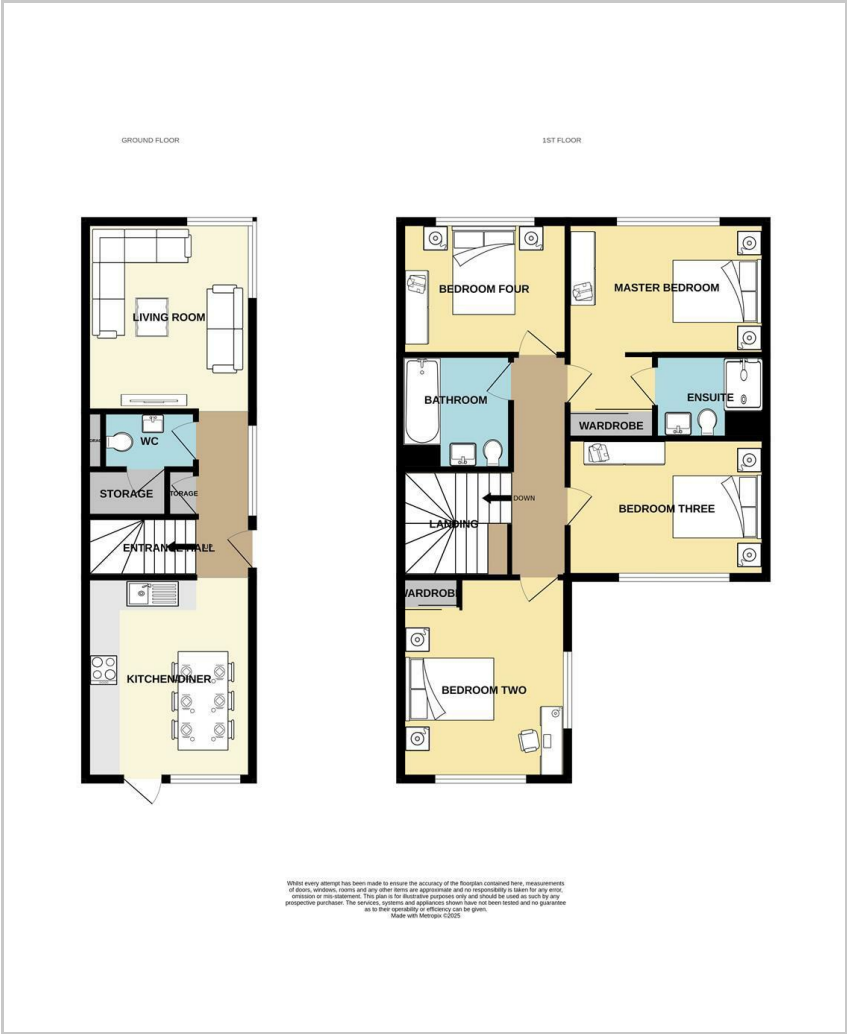 GROUND FLOOR
1ST FLOOR
LIVING ROOM
WC
STORAGE
TORAGE
ENTRANCE HALL
KITCHEN/DINER
BEDROOM FOUR
MASTER BEDROOM
BATHROOM
ENSUITE
WARDROBE
DOWN
LANDING
BEDROOM THREE
WARDROBE
BEDROOM TWO
Whilst every attempt has been made to ensure the accuracy of the floorplan contained here, measurements
of doors, windows, rooms and any other items are approximate and no responsibility is taken for any error,
omission or mis-statement. This plan is for illustrative purposes only and should be used as such by any
prospective purchaser. The services, systems and appliances shown have not been tested and no guarantee
as to their operability or efficiency can be given.
Made with Metropix ©2025